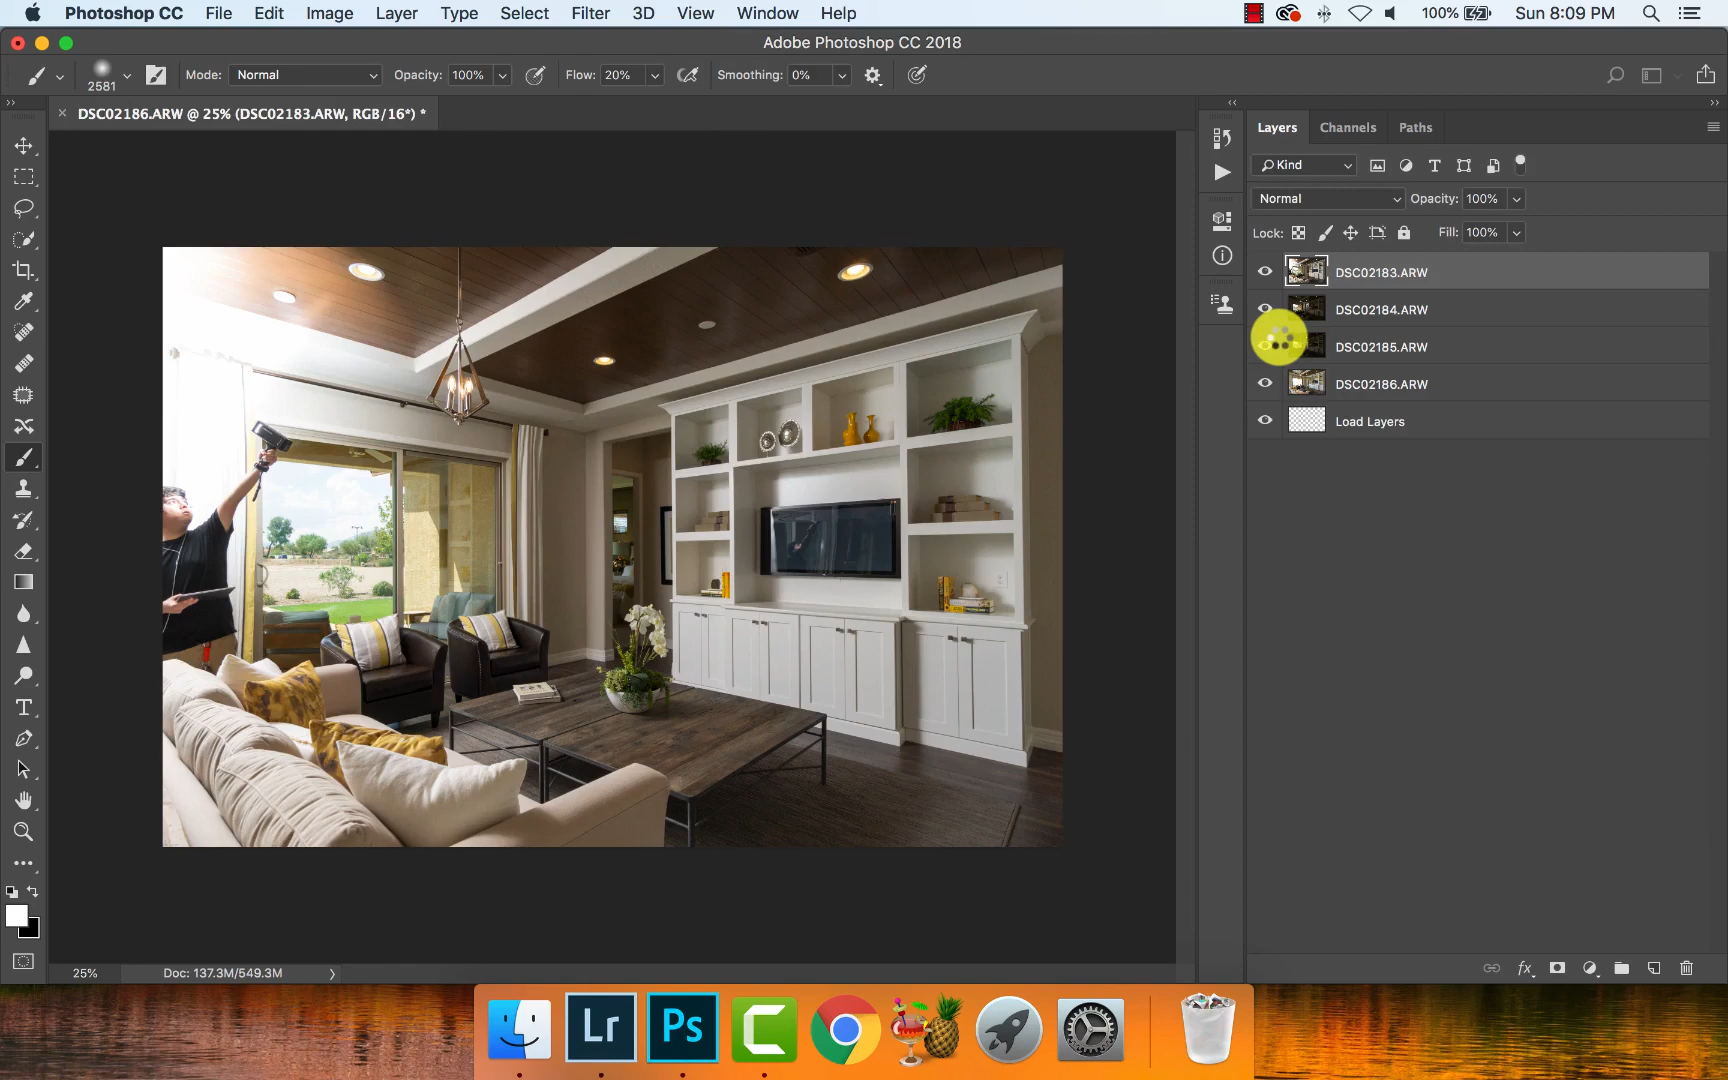 Photoshop CC File Edit Image Layer Type Select Filter 3D View Window Help 100% Sun 8:09 PM
Adobe Photoshop CC 2018
2581 Mode: Normal Opacity: 100% Flow: 20% Smoothing: 0%
DSC02186.ARW @ 25% (DSC02183.ARW, RGB/16*) *
Layers Channels Paths
Kind
Normal Opacity: 100%
Lock: Fill: 100%
DSC02183.ARW
DSC02184.ARW
DSC02185.ARW
DSC02186.ARW
Load Layers
25% Doc: 137.3M/549.3M
fx
Lr Ps C